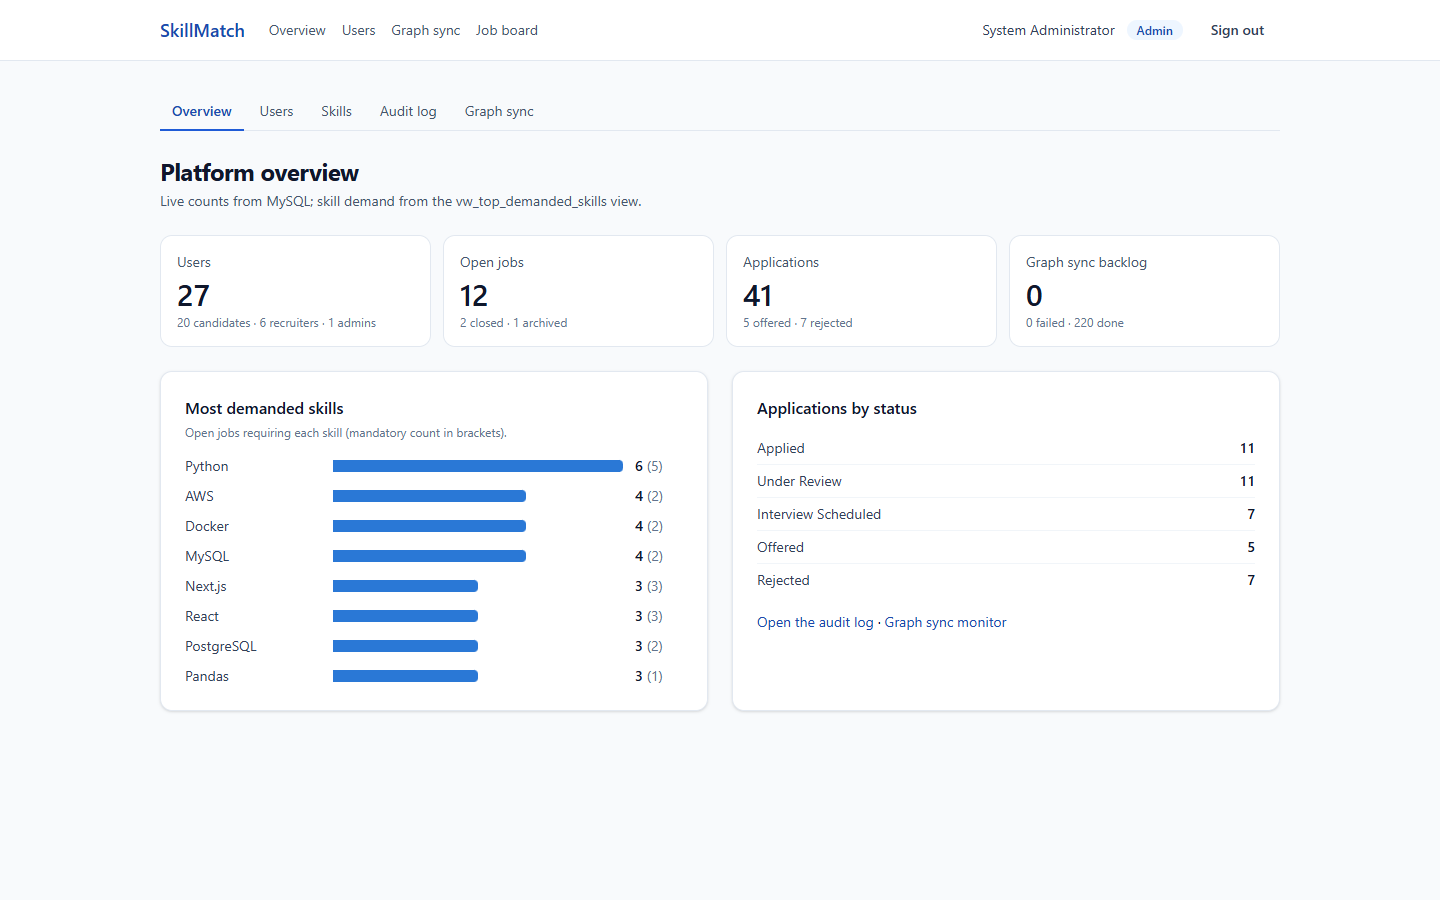 SkillMatch Overview Users Graph sync Job board System Administrator Admin Sign out
Overview Users Skills Audit log Graph sync
Platform overview
Live counts from MySQL; skill demand from the vw_top_demanded_skills view.
Users
27
20 candidates · 6 recruiters · 1 admins
Open jobs
12
2 closed · 1 archived
Applications
41
5 offered · 7 rejected
Graph sync backlog
0
0 failed · 220 done
Most demanded skills
Open jobs requiring each skill (mandatory count in brackets).
Python 6 (5)
AWS 4 (2)
Docker 4 (2)
MySQL 4 (2)
Next.js 3 (3)
React 3 (3)
PostgreSQL 3 (2)
Pandas 3 (1)
Applications by status
Applied 11
Under Review 11
Interview Scheduled 7
Offered 5
Rejected 7
Open the audit log · Graph sync monitor